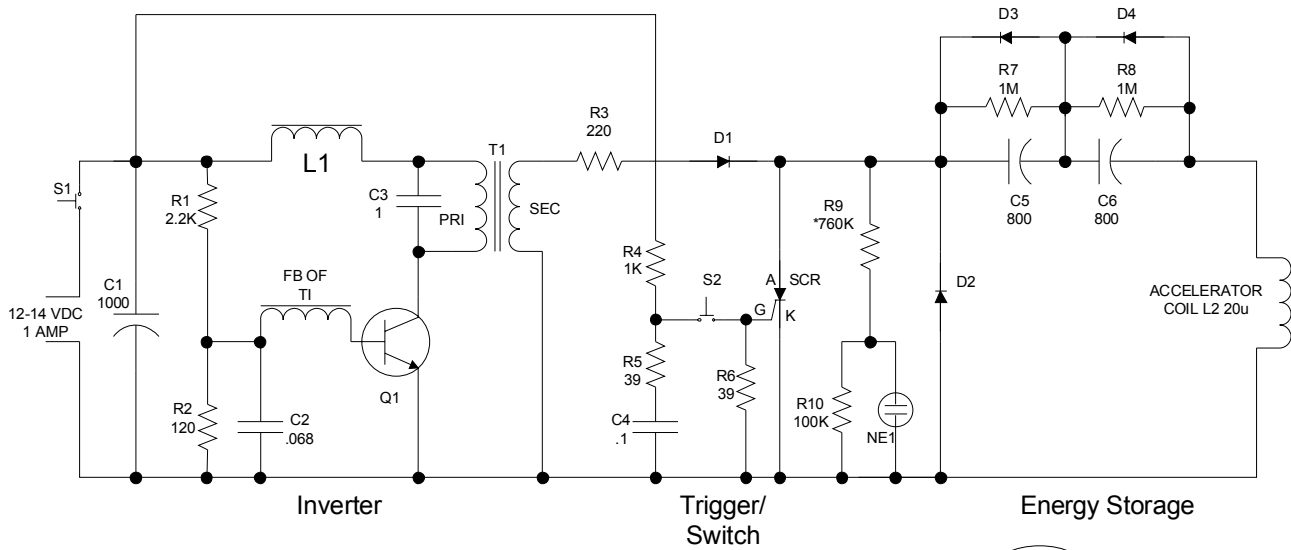 D3
D4
R7
1M
R8
1M
R3
220
D1
T1
L1
S1
R1
2.2K
C3
1
PRI
SEC
R9
*760K
C5
800
C6
800
R4
1K
A
SCR
S2
FB OF
TI
G
K
D2
ACCELERATOR
COIL L2 20u
C1
1000
12-14 VDC
1 AMP
R5
39
R6
39
Q1
R2
120
C2
.068
C4
.1
R10
100K
NE1
Inverter
Trigger/
Switch
Energy Storage